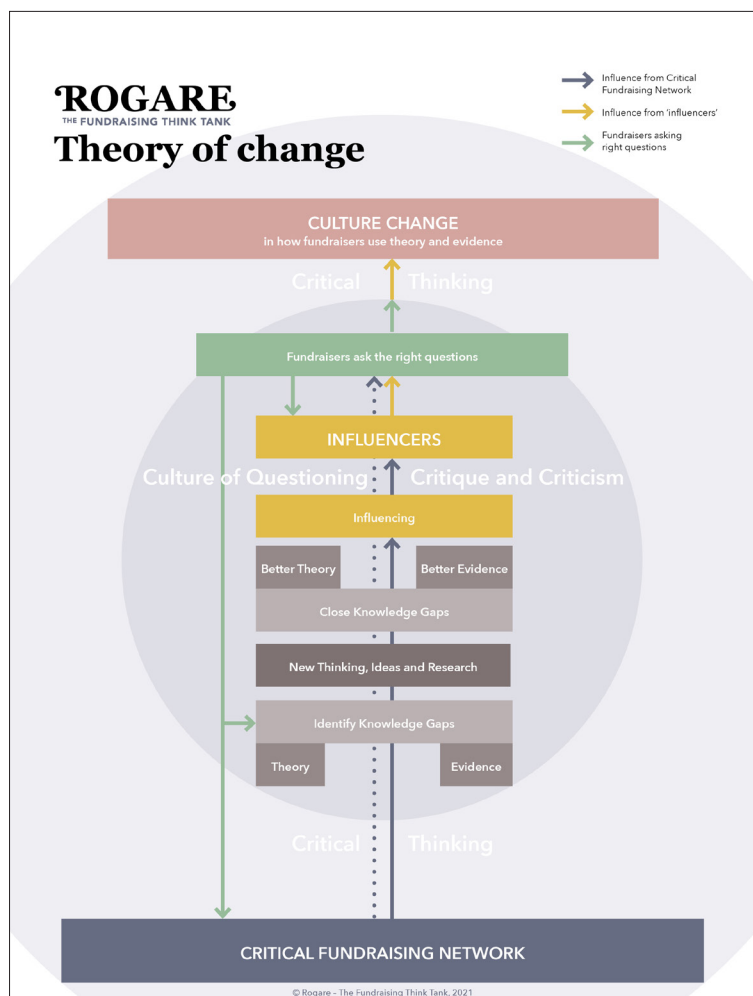 ROGARE
THE FUNDRAISING THINK TANK
Theory of change
Influence from Critical
Fundraising Network
Influence from ‘influencers’
Fundraisers asking
right questions
CULTURE CHANGE
in how fundraisers use theory and evidence
Critical Thinking
Fundraisers ask the right questions
INFLUENCERS
Culture of Questioning Critique and Criticism
Influencing
Better Theory Better Evidence
Close Knowledge Gaps
New Thinking, Ideas and Research
Identify Knowledge Gaps
Theory Evidence
Critical Thinking
CRITICAL FUNDRAISING NETWORK
© Rogare – The Fundraising Think Tank, 2021